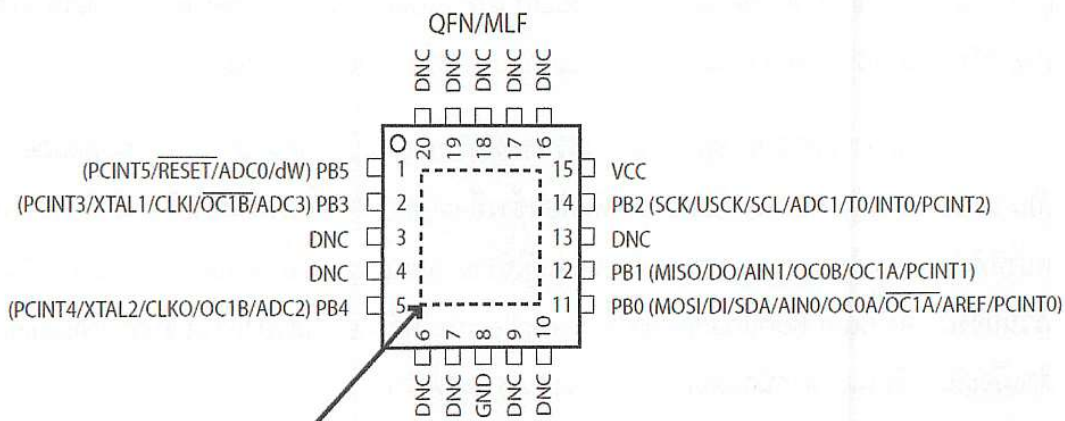 QFN/MLF
DNC DNC DNC DNC DNC
20 19 18 17 16
(PCINT5/RESET/ADC0/dW) PB5 1 15 VCC
(PCINT3/XTAL1/CLKI/OC1B/ADC3) PB3 2 14 PB2 (SCK/USCK/SCL/ADC1/T0/INT0/PCINT2)
DNC 3 13 DNC
DNC 4 12 PB1 (MISO/DO/AIN1/OC0B/OC1A/PCINT1)
(PCINT4/XTAL2/CLKO/OC1B/ADC2) PB4 5 11 PB0 (MOSI/DI/SDA/AIN0/OC0A/OC1A/AREF/PCINT0)
6 7 8 9 10
DNC DNC GND DNC DNC